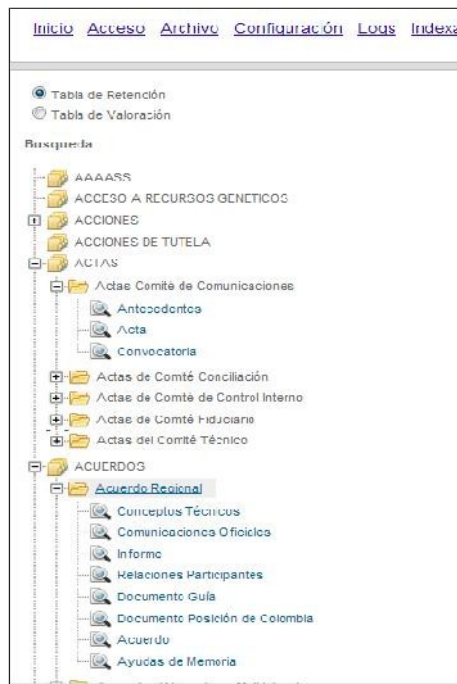 Inicio Acceso Archivo Configuración Logs Indexa
Tabla de Retención
Tabla de Valoración
Busqueda
AAAASS
ACCESO A RECURSOS GENETICOS
ACCIONES
ACCIONES DE TUTELA
ACTAS
Actas Comité de Comunicaciones
Antecedentes
Acta
Convocatoria
Actas de Comté Conciliación
Actas de Comté de Control Interno
Actas de Comté Fiduciario
Actas del Comité Técnico
ACUERDOS
Acuerdo Regional
Conceptos Técnicos
Comunicaciones Oficiales
Informe
Relaciones Participantes
Documento Guía
Documento Posición de Colombia
Acuerdo
Ayudas de Memoria